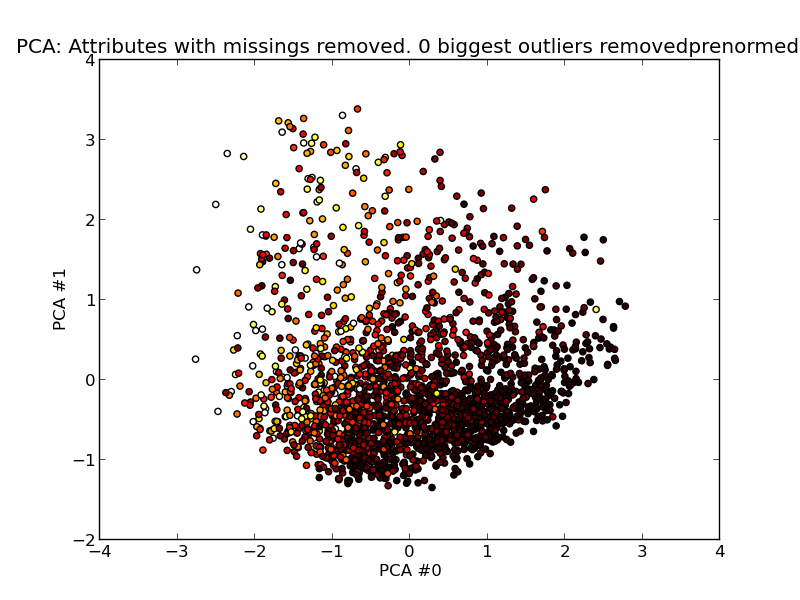 PCA: Attributes with missings removed. 0 biggest outliers removedprenormed
4
3
2
1
0
−1
−2
PCA #1
−4 −3 −2 −1 0 1 2 3 4
PCA #0